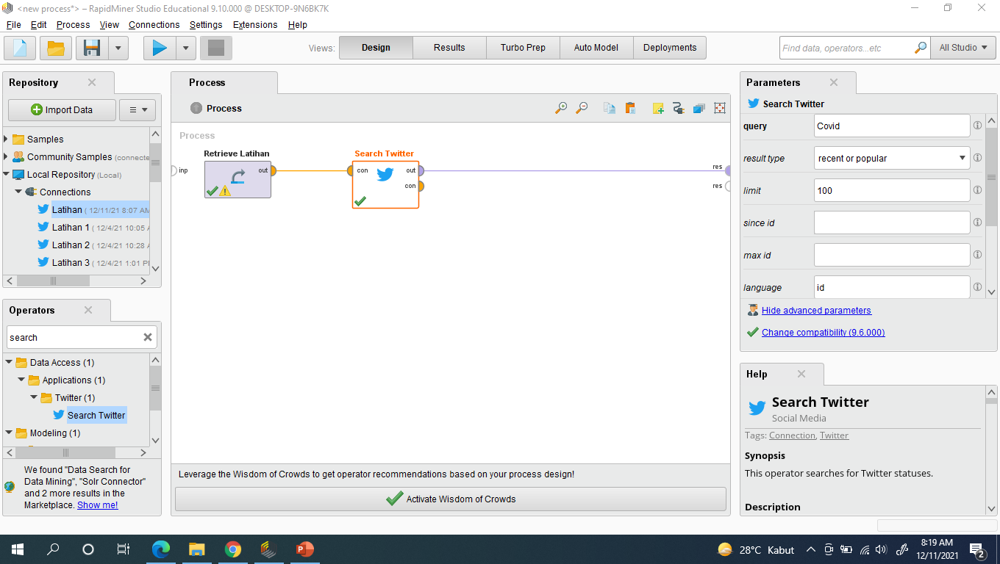 <new process*> – RapidMiner Studio Educational 9.10.000 @ DESKTOP-9N6BK7K
File Edit Process View Connections Settings Extensions Help
Views: Design Results Turbo Prep Auto Model Deployments
Find data, operators...etc
All Studio
Repository
Import Data
Samples
Community Samples (connecte
Local Repository (Local)
Connections
Latihan ( 12/11/21 8:07 AM
Latihan 1 ( 12/4/21 10:05 A
Latihan 2 ( 12/4/21 10:28 A
Latihan 3 ( 12/4/21 1:01 PM
Operators
search
Data Access (1)
Applications (1)
Twitter (1)
Search Twitter
Modeling (1)
We found "Data Search for
Data Mining", "Solr Connector"
and 2 more results in the
Marketplace. Show me!
Process
Process
Process
Retrieve Latihan
inp
out
Search Twitter
con
out
con
res
res
Leverage the Wisdom of Crowds to get operator recommendations based on your process design!
Activate Wisdom of Crowds
Parameters
Search Twitter
query Covid
result type recent or popular
limit 100
since id
max id
language id
Hide advanced parameters
Change compatibility (9.6.000)
Help
Search Twitter
Social Media
Tags: Connection, Twitter
Synopsis
This operator searches for Twitter statuses.
Description
28°C Kabut
8:19 AM
12/11/2021
2